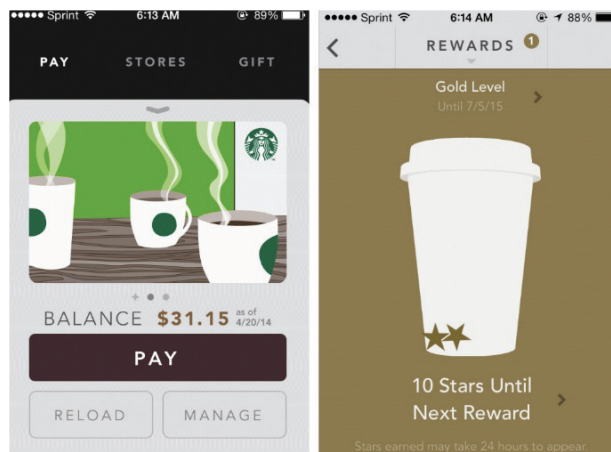 Sprint 6:13 AM 89%
PAY STORES GIFT
BALANCE $31.15 as of 4/20/14
PAY
RELOAD MANAGE
Sprint 6:14 AM 88%
REWARDS 1
Gold Level
Until 7/5/15
10 Stars Until
Next Reward
Stars earned may take 24 hours to appear.